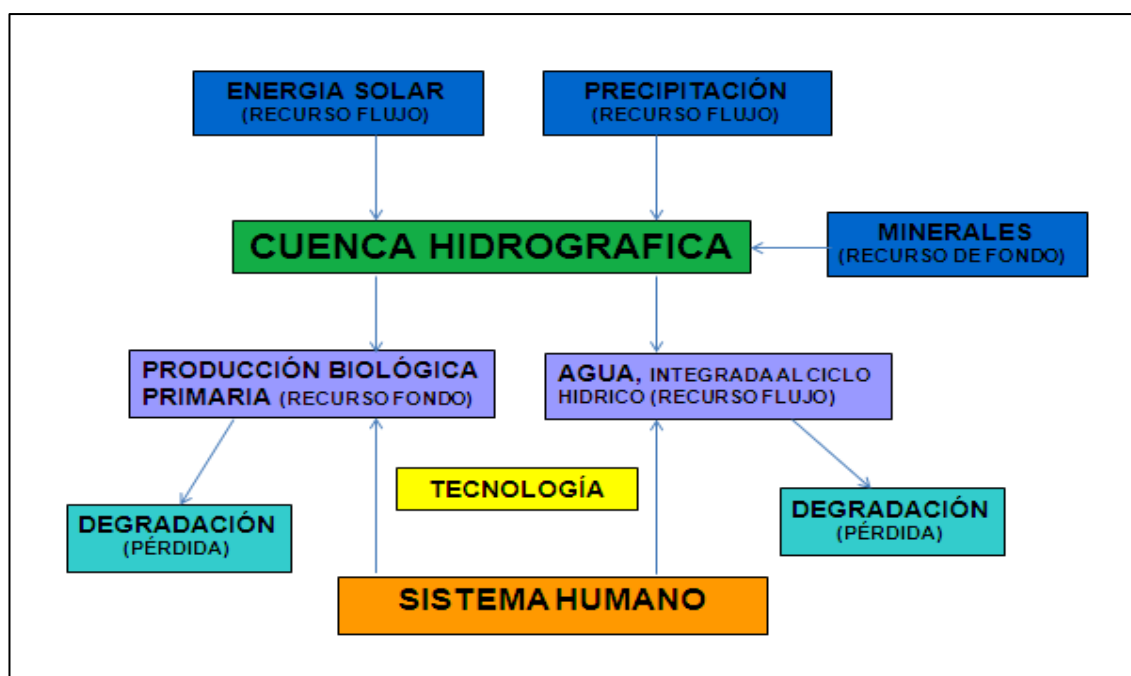 ENERGIA SOLAR
(RECURSO FLUJO)
PRECIPITACIÓN
(RECURSO FLUJO)
CUENCA HIDROGRAFICA
MINERALES
(RECURSO DE FONDO)
PRODUCCIÓN BIOLÓGICA
PRIMARIA (RECURSO FONDO)
AGUA, INTEGRADA AL CICLO
HIDRICO (RECURSO FLUJO)
TECNOLOGÍA
DEGRADACIÓN
(PÉRDIDA)
DEGRADACIÓN
(PÉRDIDA)
SISTEMA HUMANO